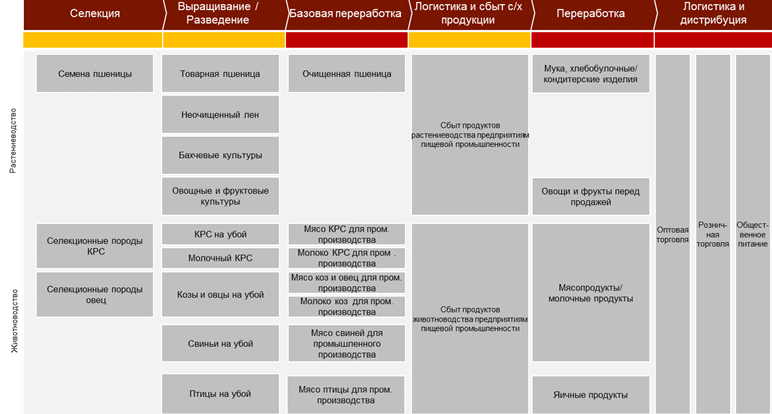 Селекция
Выращивание /
Разведение
Базовая переработка
Логистика и сбыт с/х
продукции
Переработка
Логистика и
дистрибуция
Растениеводство
Семена пшеницы
Товарная пшеница
Очищенная пшеница
Мука, хлебобулочные/
кондитерские изделия
Неочищенный лен
Бахчевые культуры
Овощные и фруктовые
культуры
Сбыт продуктов
растениеводства предприятиям
пищевой промышленности
Овощи и фрукты перед
продажей
Оптовая
торговля
Рознич-
ная
торговля
Общест-
венное
питание
Животноводство
Селекционные породы
КРС
КРС на убой
Мясо КРС для пром.
производства
Молочный КРС
Молоко КРС для пром .
производства
Селекционные породы
овец
Козы и овцы на убой
Мясо коз и овец для пром.
производства
Молоко коз для пром.
производства
Сбыт продуктов
животноводства предприятиям
пищевой промышленности
Мясопродукты/
молочные продукты
Свиньи на убой
Мясо свиней для
промышленного
производства
Птицы на убой
Мясо птицы для пром.
производства
Яичные продукты